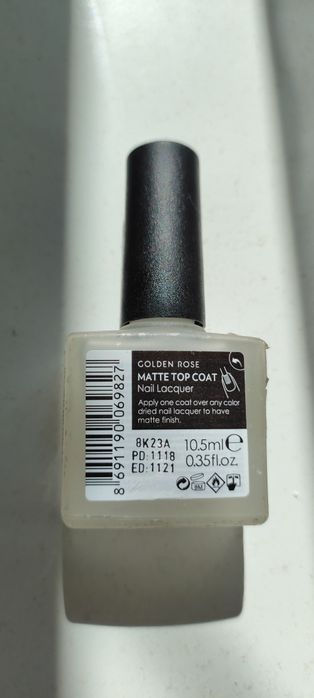 GOLDEN ROSE
MATTE TOP COAT
Nail Lacquer
Apply one coat over any color
dried nail lacquer to have
matte finish.
8K23A
PD:1118
ED:1121
10.5ml e
0.35fl.oz.
8 691190 069827